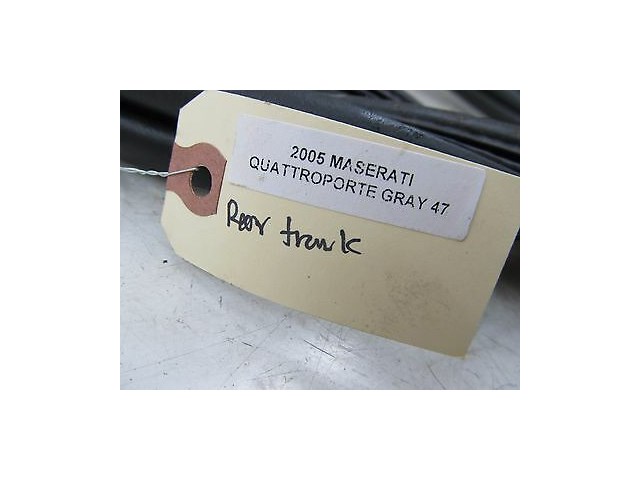 2005 MASERATI
QUATTROPORTE GRAY 47
Rear trunk